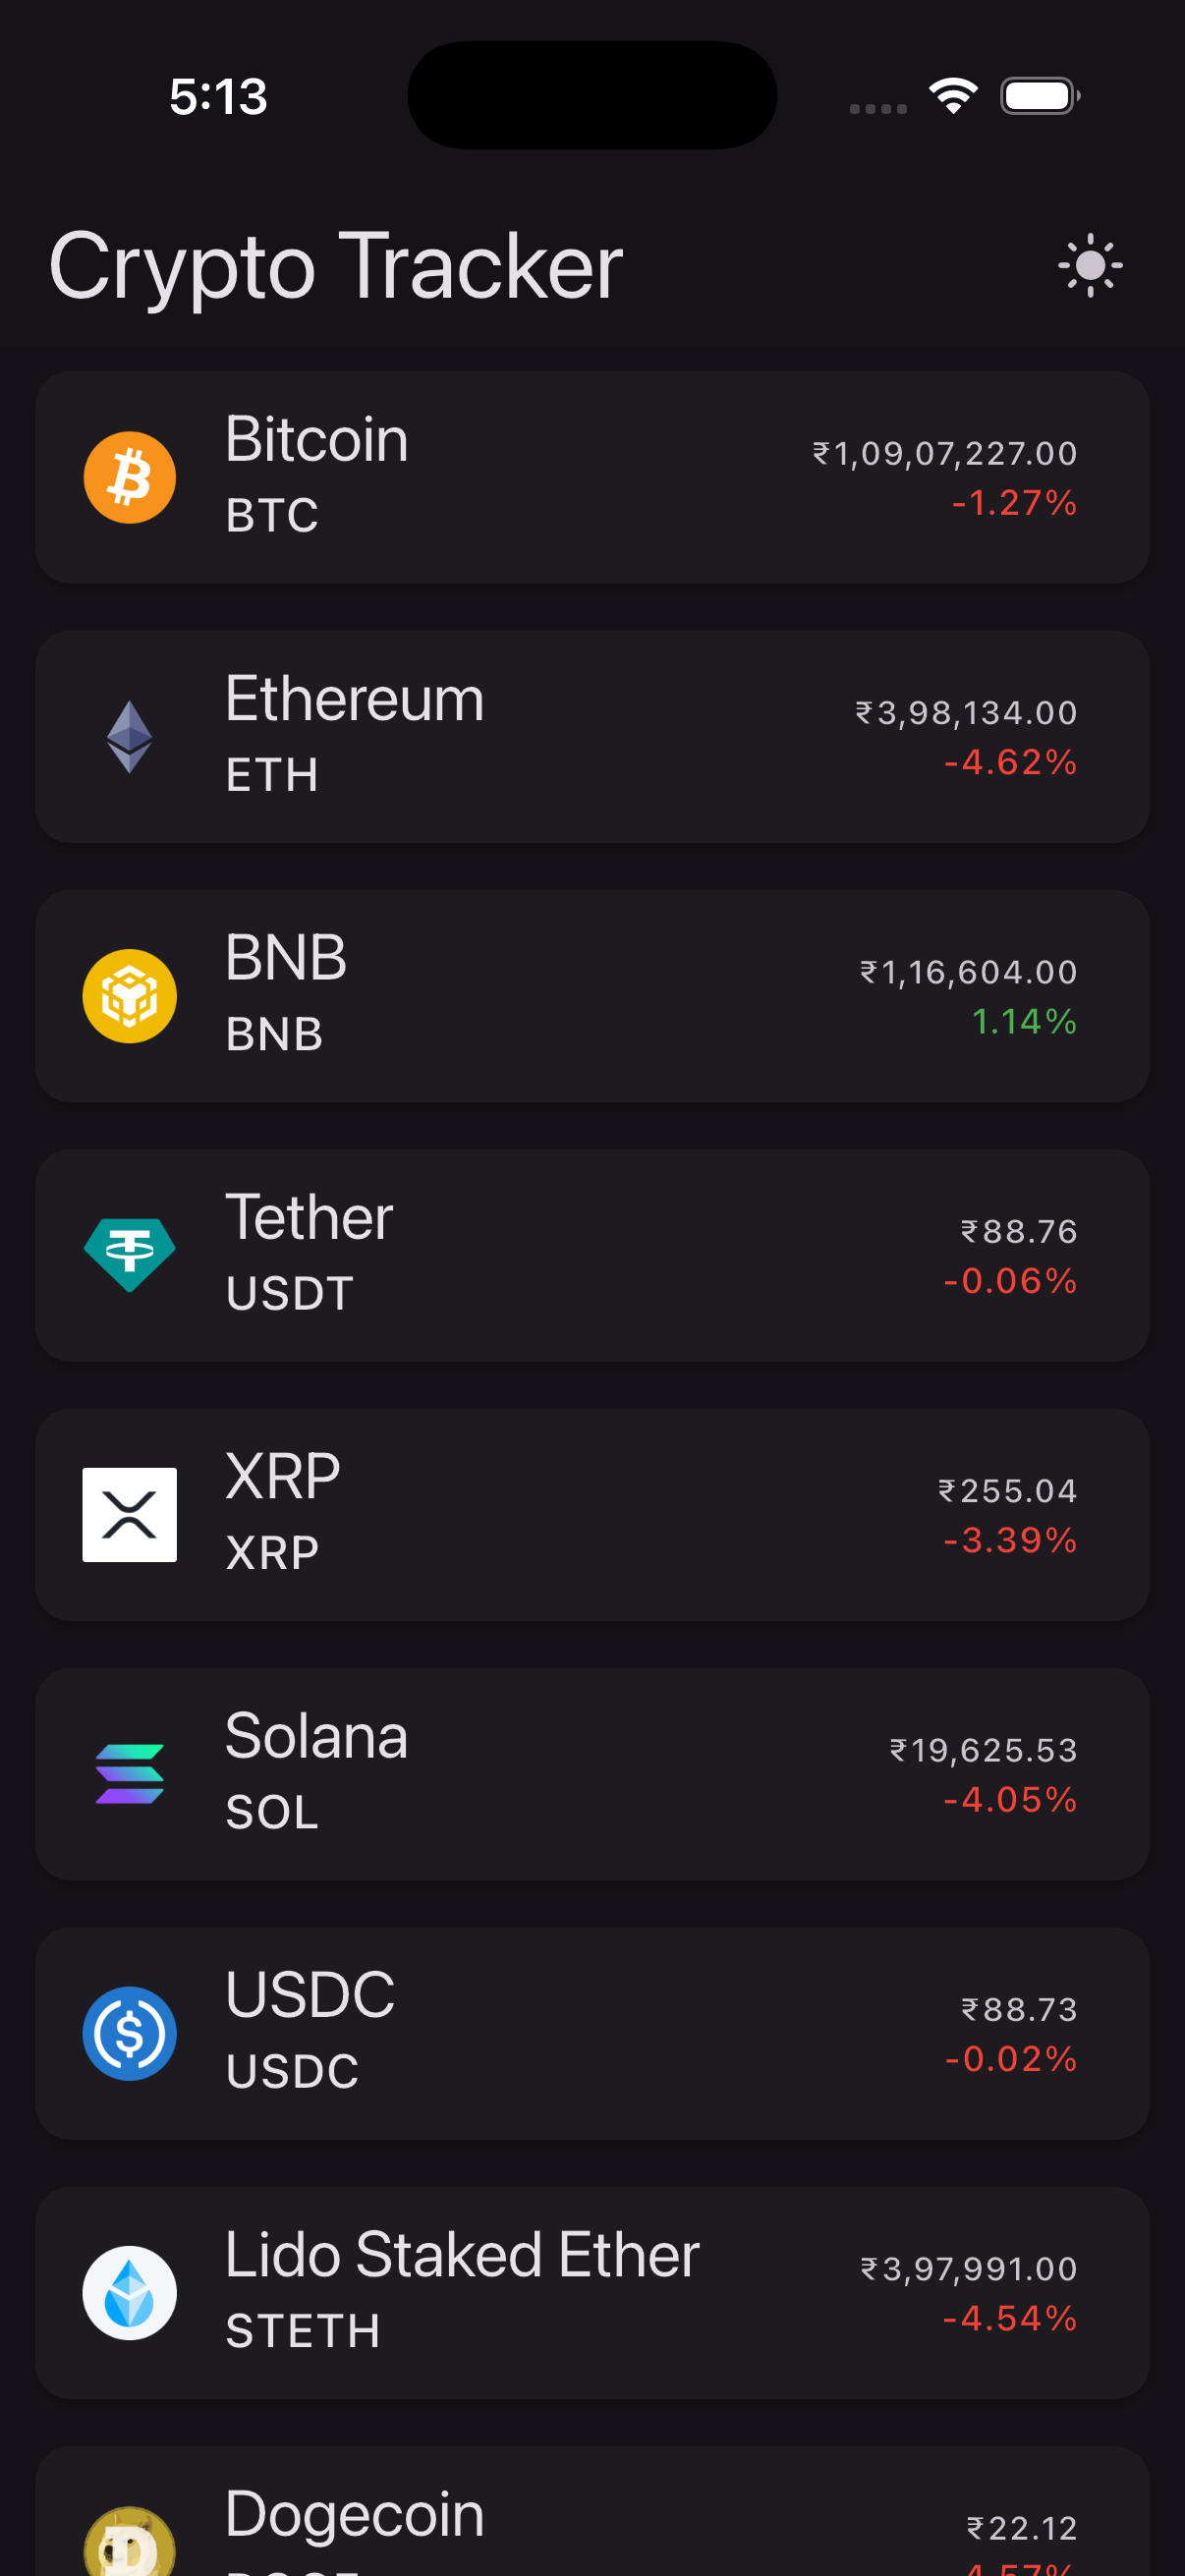 5:13
Crypto Tracker
Bitcoin
₹1,09,07,227.00
BTC
-1.27%
Ethereum
₹3,98,134.00
ETH
-4.62%
BNB
₹1,16,604.00
BNB
1.14%
Tether
₹88.76
USDT
-0.06%
XRP
₹255.04
XRP
-3.39%
Solana
₹19,625.53
SOL
-4.05%
USDC
₹88.73
USDC
-0.02%
Lido Staked Ether
₹3,97,991.00
STETH
-4.54%
Dogecoin
₹22.12